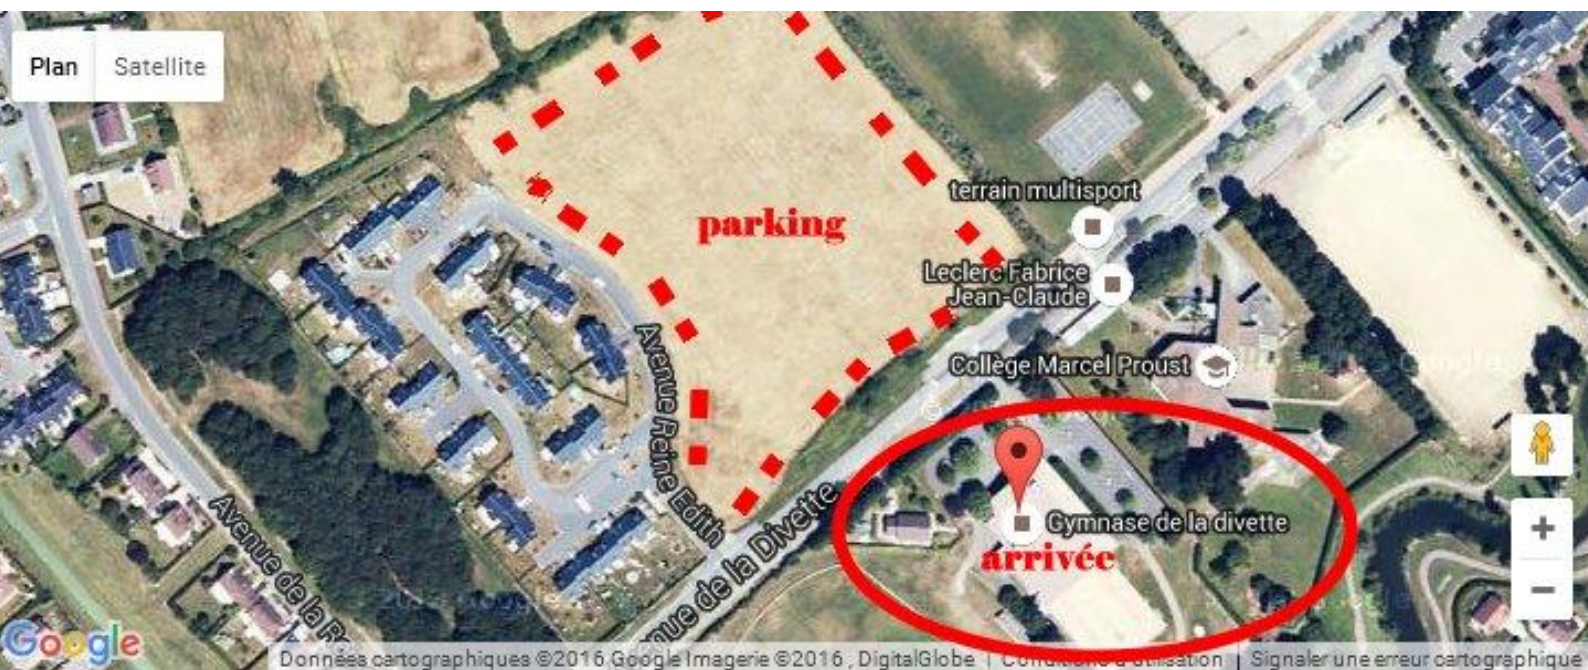 Plan
Satellite
parking
terrain multisport
Leclerc Fabrice
Jean-Claude
Collège Marcel Proust
Avenue Reine Edith
Gymnase de la divette
arrivée
Avenue de la
nue de la Divette
Google
Données cartographiques ©2016 Google Imagerie ©2016, DigitalGlobe
Conditions d'utilisation
Signaler une erreur cartographique
+
−